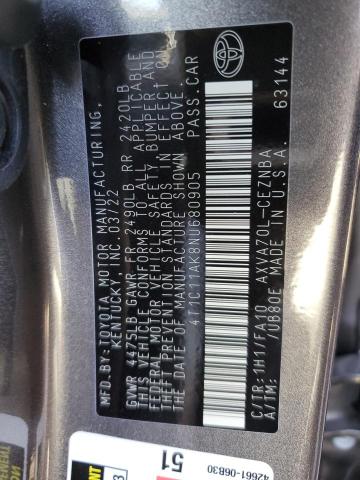 MFD.BY: TOYOTA MOTOR MANUFACTURING,
KENTUCKY, INC. 03/22
GVWR 4475LB GAWR FR 2490LB RR 2420LB
THIS VEHICLE CONFORMS TO ALL APPLICABLE
FEDERAL MOTOR VEHICLE SAFETY, BUMPER, AND
THEFT PREVENTION STANDARDS IN EFFECT ON
THE DATE OF MANUFACTURE SHOWN ABOVE.
4T1C11AK8NU680905 PASS.CAR
C/TR: 1H1/FA10 AXVA70L-CEZNBA
A/TM: /UB80E MADE IN U.S.A. 63144
51
42661-06B30